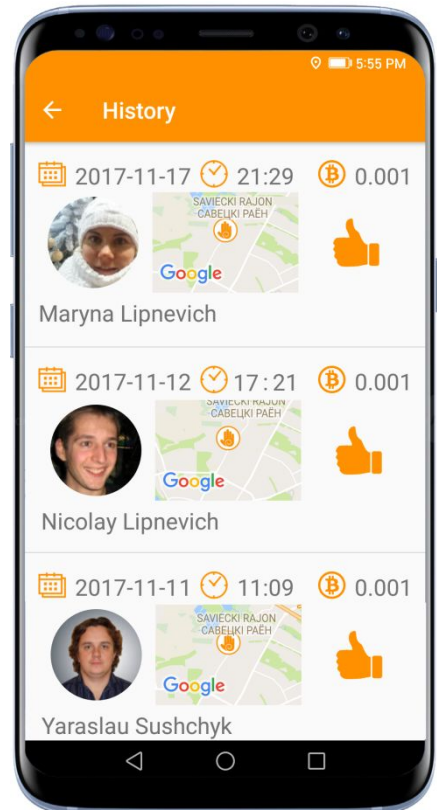 5:55 PM
History
2017-11-17 21:29 0.001
SAVIECKI RAJON
САВЕЦКІ РАЁН
Google
Maryna Lipnevich
2017-11-12 17:21 0.001
SAVIECKI RAJON
САВЕЦКІ РАЁН
Google
Nicolay Lipnevich
2017-11-11 11:09 0.001
SAVIECKI RAJON
САВЕЦКІ РАЁН
Google
Yaraslau Sushchyk